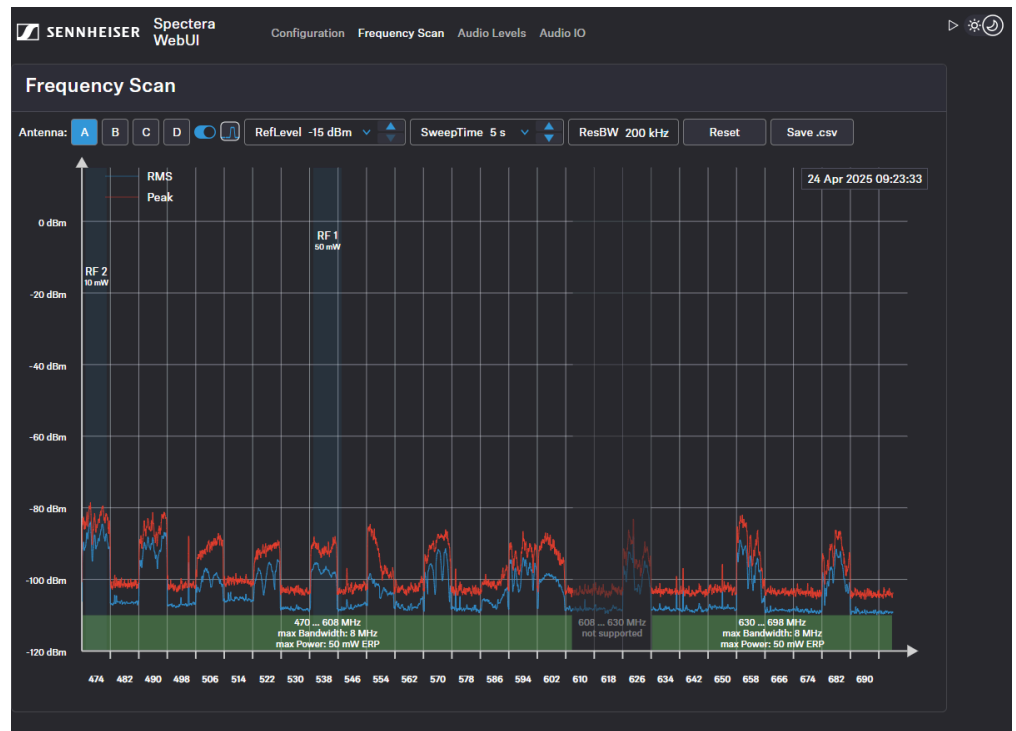 SENNHEISER
Spectera
WebUI
Configuration Frequency Scan Audio Levels Audio IO
Frequency Scan
Antenna: A B C D RefLevel -15 dBm SweepTime 5 s ResBW 200 kHz Reset Save .csv
RMS
Peak
24 Apr 2025 09:23:33
0 dBm
RF 1
50 mW
RF 2
10 mW
-20 dBm
-40 dBm
-60 dBm
-80 dBm
-100 dBm
-120 dBm
470 ... 608 MHz
max Bandwidth: 8 MHz
max Power: 50 mW ERP
608 ... 630 MHz
not supported
630 ... 698 MHz
max Bandwidth: 8 MHz
max Power: 50 mW ERP
474 482 490 498 506 514 522 530 538 546 554 562 570 578 586 594 602 610 618 626 634 642 650 658 666 674 682 690